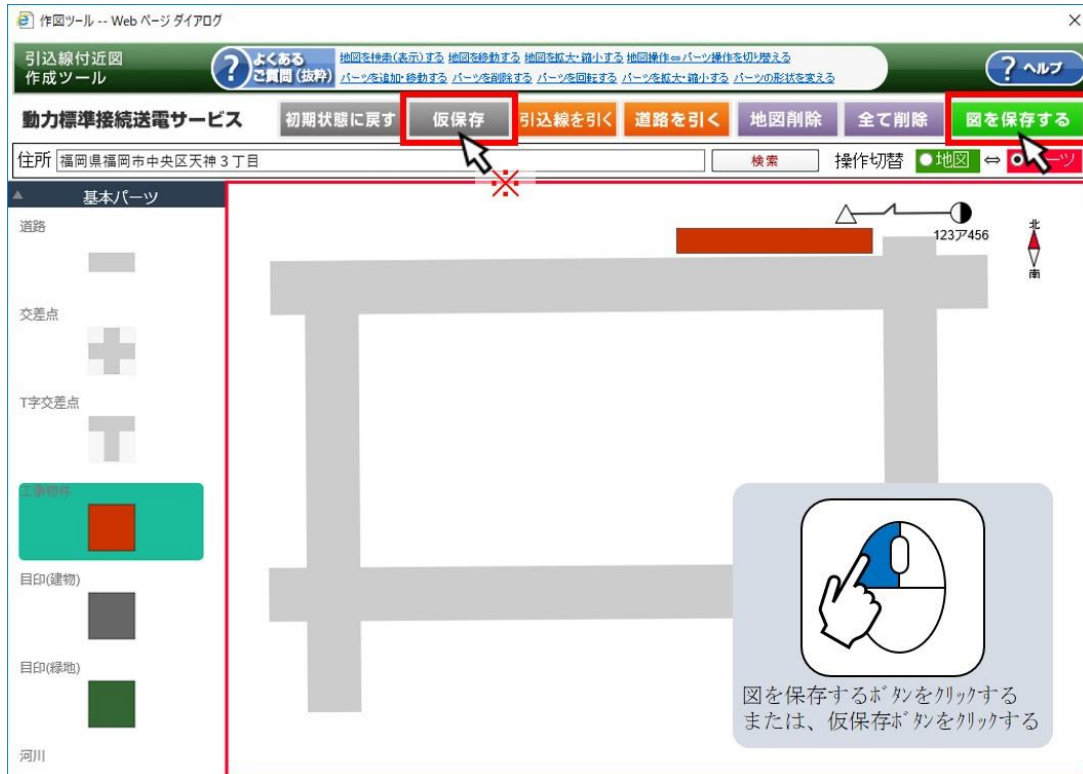 作図ツール -- Web ページ ダイアログ
引込線付近図
作成ツール
よくある
ご質問(抜粋)
地図を検索(表示)する 地図を移動する 地図を拡大・縮小する 地図操作⇔パーツ操作を切り替える
パーツを追加・移動する パーツを削除する パーツを回転する パーツを拡大・縮小する パーツの形状を変える
? ヘルプ
動力標準接続送電サービス
初期状態に戻す
仮保存
引込線を引く
道路を引く
地図削除
全て削除
図を保存する
住所
福岡県福岡市中央区天神3丁目
検索
操作切替
地図
⇔
ーツ
※
基本パーツ
道路
交差点
T字交差点
工事物件
目印(建物)
目印(緑地)
河川
123ア456
北
南
図を保存するボタンをクリックする
または、仮保存ボタンをクリックする